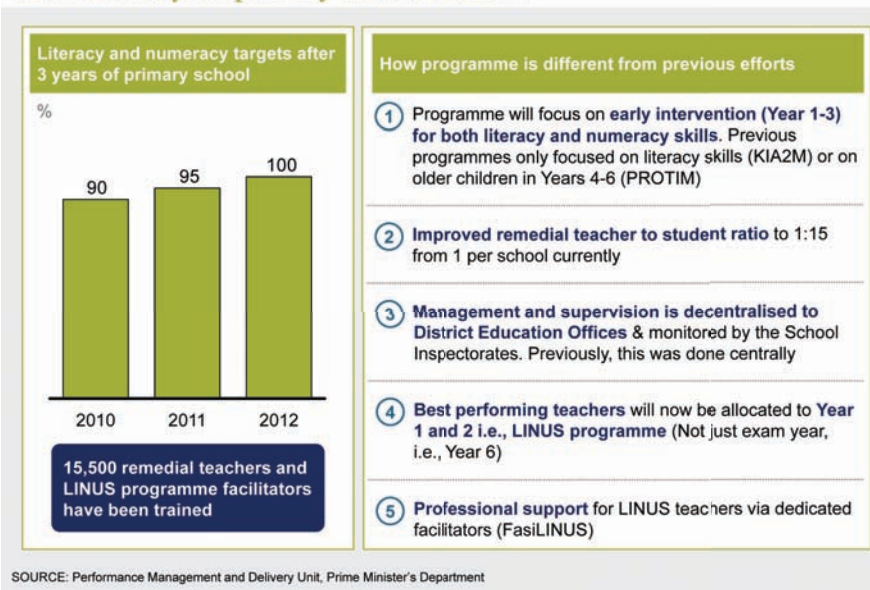 Literacy and numeracy targets after
3 years of primary school
%
90
95
100
2010
2011
2012
15,500 remedial teachers and
LINUS programme facilitators
have been trained
How programme is different from previous efforts
1 Programme will focus on early intervention (Year 1-3)
for both literacy and numeracy skills. Previous
programmes only focused on literacy skills (KIA2M) or on
older children in Years 4-6 (PROTIM)
2 Improved remedial teacher to student ratio to 1:15
from 1 per school currently
3 Management and supervision is decentralised to
District Education Offices & monitored by the School
Inspectorates. Previously, this was done centrally
4 Best performing teachers will now be allocated to Year
1 and 2 i.e., LINUS programme (Not just exam year,
i.e., Year 6)
5 Professional support for LINUS teachers via dedicated
facilitators (FasiLINUS)
SOURCE: Performance Management and Delivery Unit, Prime Minister's Department